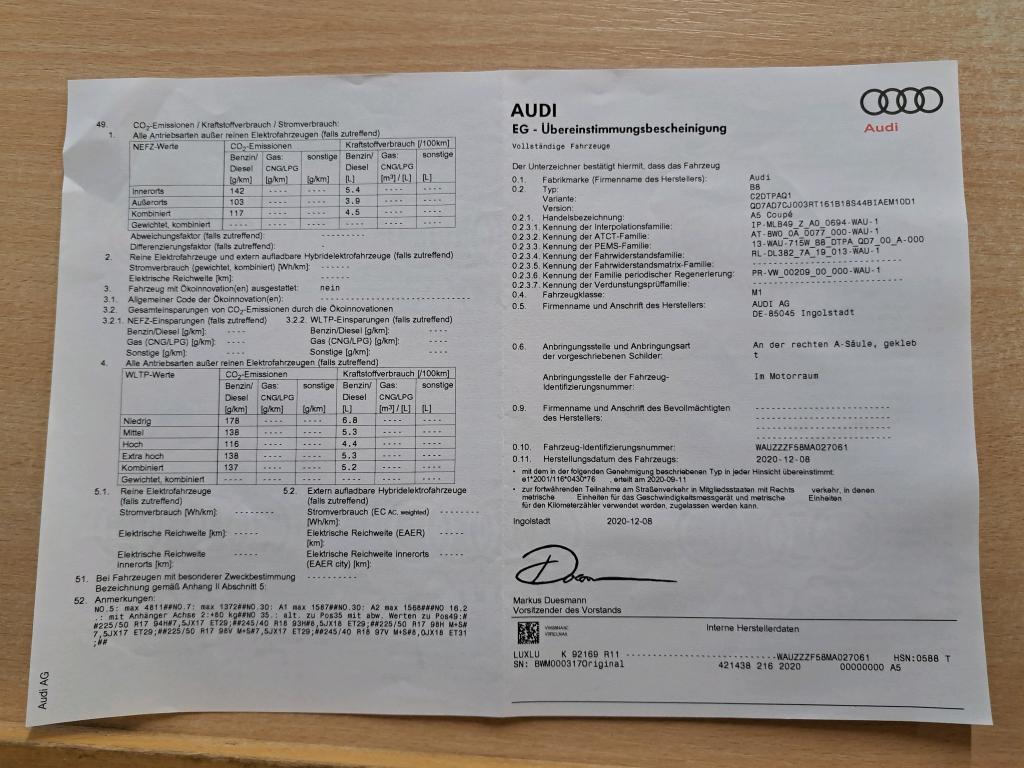 49. CO2-Emissionen / Kraftstoffverbrauch / Stromverbrauch:
1. Alle Antriebsarten außer reinen Elektrofahrzeugen (falls zutreffend)
NEFZ-Werte CO2-Emissionen Kraftstoffverbrauch [/100km]
Benzin/ Gas: sonstige Benzin/ Gas: sonstige
Diesel CNG/LPG Diesel CNG/LPG
[g/km] [g/km] [g/km] [L] [m³] / [L] [L]
Innerorts 142 ---- ---- 5.4 ---- ----
Außerorts 103 ---- ---- 3.9 ---- ----
Kombiniert 117 ---- ---- 4.5 ---- ----
Gewichtet, kombiniert ---- ---- ---- ---- ---- ----
Abweichungsfaktor (falls zutreffend): ----
Differenzierungsfaktor (falls zutreffend): -
2. Reine Elektrofahrzeuge und extern aufladbare Hybridelektrofahrzeuge (falls zutreffend)
Stromverbrauch (gewichtet, kombiniert) [Wh/km]: ------
Elektrische Reichweite [km]: -----
3. Fahrzeug mit Ökoinnovation(en) ausgestattet: nein
3.1. Allgemeiner Code der Ökoinnovation(en): ------------------------------
3.2. Gesamteinsparungen von CO2-Emissionen durch die Ökoinnovationen
3.2.1. NEFZ-Einsparungen (falls zutreffend) 3.2.2. WLTP-Einsparungen (falls zutreffend)
Benzin/Diesel [g/km]: ---- Benzin/Diesel [g/km]: ----
Gas (CNG/LPG) [g/km]: ---- Gas (CNG/LPG) [g/km]: ----
Sonstige [g/km]: ---- Sonstige [g/km]: ----
4. Alle Antriebsarten außer reinen Elektrofahrzeugen (falls zutreffend)
WLTP-Werte CO2-Emissionen Kraftstoffverbrauch [/100km]
Benzin/ Gas: sonstige Benzin/ Gas: sonstige
Diesel CNG/LPG Diesel CNG/LPG
[g/km] [g/km] [g/km] [L] [m³] / [L] [L]
Niedrig 178 ---- ---- 6.8 ---- ----
Mittel 138 ---- ---- 5.3 ---- ----
Hoch 116 ---- ---- 4.4 ---- ----
Extra hoch 138 ---- ---- 5.3 ---- ----
Kombiniert 137 ---- ---- 5.2 ---- ----
Gewichtet, kombiniert ---- ---- ---- ---- ---- ----
5.1. Reine Elektrofahrzeuge 5.2. Extern aufladbare Hybridelektrofahrzeuge
(falls zutreffend) (falls zutreffend)
Stromverbrauch [Wh/km]: ------ Stromverbrauch (EC AC, weighted) --------
[Wh/km]:
Elektrische Reichweite [km]: ----- Elektrische Reichweite (EAER) -----
[km]:
Elektrische Reichweite ----- Elektrische Reichweite innerorts -----
innerorts [km]: (EAER city) [km]:
51. Bei Fahrzeugen mit besonderer Zweckbestimmung ----------
Bezeichnung gemäß Anhang II Abschnitt 5:
52. Anmerkungen:
NO.5: max 4811##NO.7: max 1372##NO.30: A1 max 1587##NO.30: A2 max 1568###NO 16.2
.: mit Anhänger Achse 2:+80 kg##NO 35.: alt. zu Pos35 mit abw. Werten zu Pos49:#
#225/50 R17 94H#7,5JX17 ET29;##245/40 R18 93H#8,5JX18 ET29;##225/50 R17 98H M+S#
7,5JX17 ET29;##225/50 R17 98V M+S#7,5JX17 ET29;##245/40 R18 97V M+S#8,0JX18 ET31
;##
Audi AG
AUDI
EG - Übereinstimmungsbescheinigung
Audi
Vollständige Fahrzeuge
Der Unterzeichner bestätigt hiermit, dass das Fahrzeug
0.1. Fabrikmarke (Firmenname des Herstellers): Audi
0.2. Typ: B8
Variante: C2DTPAQ1
Version: QD7AD7CJ003RT161B18S44BIAEM10D1
0.2.1. Handelsbezeichnung: A5 Coupé
0.2.3.1. Kennung der Interpolationsfamilie: IP-MLB49_Z_A0_0694-WAU-1
0.2.3.2. Kennung der ATCT-Familie: AT-8W0_0A_0077_000-WAU-1
0.2.3.3. Kennung der PEMS-Familie: 13-WAU-715W_B8_DTPA_QD7_00_A-000
0.2.3.4. Kennung der Fahrwiderstandsfamilie: RL-DL382_7A_19_013-WAU-1
0.2.3.5. Kennung der Fahrwiderstandsmatrix-Familie: ------------------------
0.2.3.6. Kennung der Familie periodischer Regenerierung: PR-VW_00209_00_000-WAU-1
0.2.3.7. Kennung der Verdunstungsprüffamilie: ------------------------
0.4. Fahrzeugklasse: M1
0.5. Firmenname und Anschrift des Herstellers: AUDI AG
DE-85045 Ingolstadt
0.6. Anbringungsstelle und Anbringungsart An der rechten A-Säule, gekleb
der vorgeschriebenen Schilder: t
Anbringungsstelle der Fahrzeug- Im Motorraum
Identifizierungsnummer:
0.9. Firmenname und Anschrift des Bevollmächtigten ------------------------
des Herstellers: ------------------------
------------------------
------------------------
0.10. Fahrzeug-Identifizierungsnummer: WAUZZZF58MA027061
0.11. Herstellungsdatum des Fahrzeugs: 2020-12-08
• mit dem in der folgenden Genehmigung beschriebenen Typ in jeder Hinsicht übereinstimmt:
e1*2001/116*0430*76 , erteilt am 2020-09-11
• zur fortwährenden Teilnahme am Straßenverkehr in Mitgliedsstaaten mit Rechts verkehr, in denen
metrische Einheiten für das Geschwindigkeitsmessgerät und metrische Einheiten
für den Kilometerzähler verwendet werden, zugelassen werden kann.
Ingolstadt 2020-12-08
Markus Duesmann
Vorsitzender des Vorstands
Interne Herstellerdaten
LUXLU K 92169 R11 ---------------------------WAUZZZF58MA027061 HSN:0588 T
SN: BWM000317Original 421438 216 2020 00000000 A5